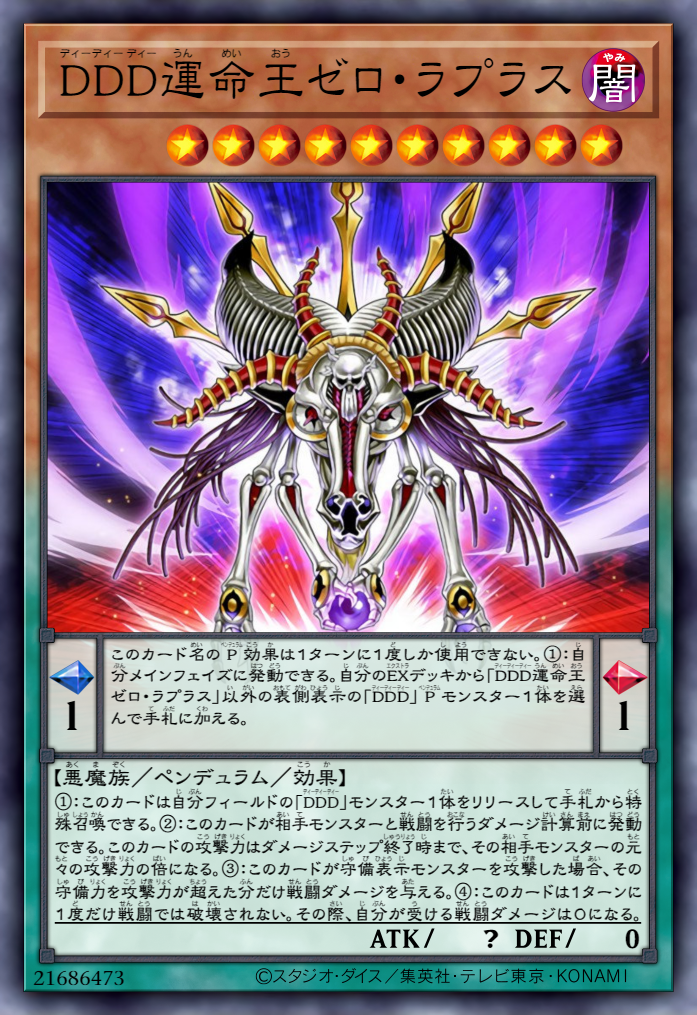 DDD運命王ゼロ・ラプラス
闇
このカード名のP効果は1ターンに1度しか使用できない。①:自
分メインフェイズに発動できる。自分のEXデッキから「DDD運命王
ゼロ・ラプラス」以外の表側表示の「DDD」Pモンスター1体を選
んで手札に加える。
1
1
【悪魔族／ペンデュラム／効果】
①:このカードは自分フィールドの「DDD」モンスター1体をリリースして手札から特
殊召喚できる。②:このカードが相手モンスターと戦闘を行うダメージ計算前に発動
できる。このカードの攻撃力はダメージステップ終了時まで、その相手モンスターの元
々の攻撃力の倍になる。③:このカードが守備表示モンスターを攻撃した場合、その
守備力を攻撃力が超えた分だけ戦闘ダメージを与える。④:このカードは1ターンに
1度だけ戦闘では破壊されない。その際、自分が受ける戦闘ダメージは0になる。
ATK/ ? DEF/ 0
21686473 ©スタジオ・ダイス／集英社・テレビ東京・KONAMI